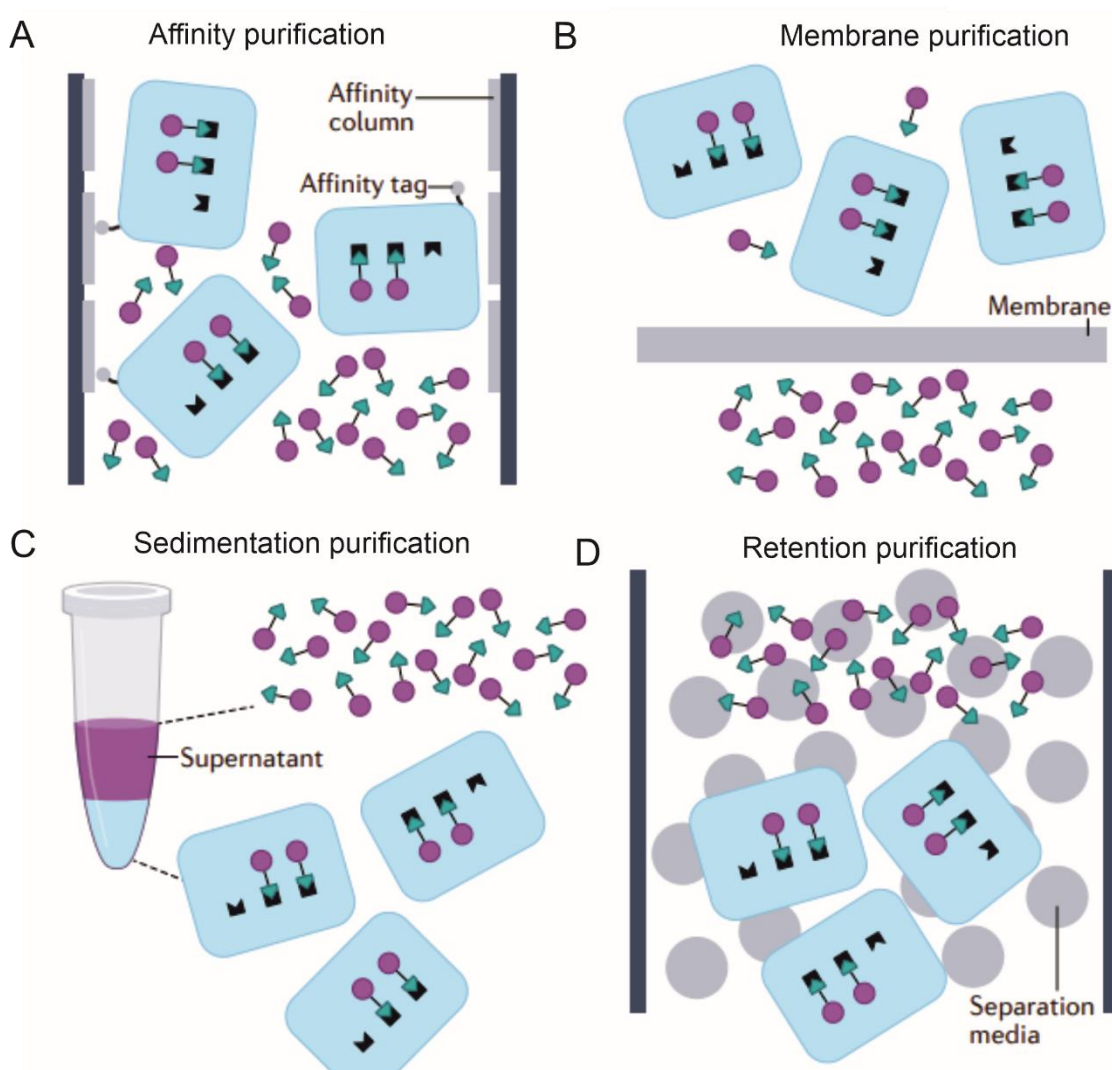 A
Affinity purification
Affinity
column
Affinity tag
B
Membrane purification
Membrane
C
Sedimentation purification
Supernatant
D
Retention purification
Separation
media